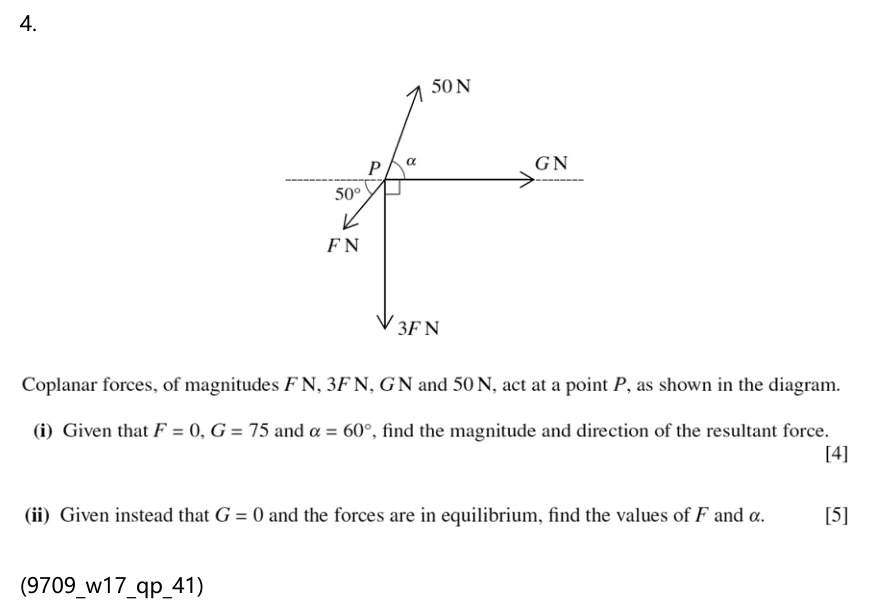 4.
50 N
P α G N
50°
F N
3F N
Coplanar forces, of magnitudes F N, 3F N, G N and 50 N, act at a point P, as shown in the diagram.
(i) Given that F = 0, G = 75 and α = 60°, find the magnitude and direction of the resultant force.
[4]
(ii) Given instead that G = 0 and the forces are in equilibrium, find the values of F and α. [5]
(9709_w17_qp_41)